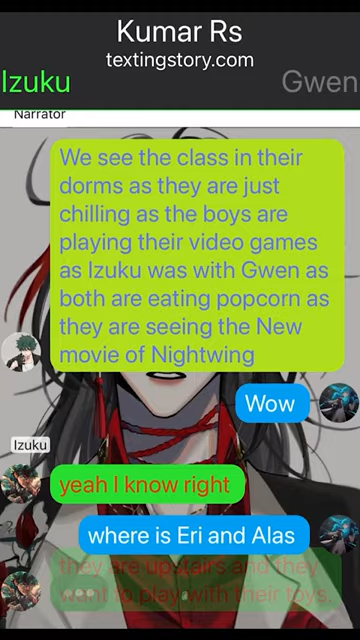 Kumar Rs
textingstory.com
Izuku
Gwen
Narrator
We see the class in their
dorms as they are just
chilling as the boys are
playing their video games
as Izuku was with Gwen as
both are eating popcorn as
they are seeing the New
movie of Nightwing
Wow
Izuku
yeah I know right
where is Eri and Alas
they are upstairs and they
want to play with their toys.